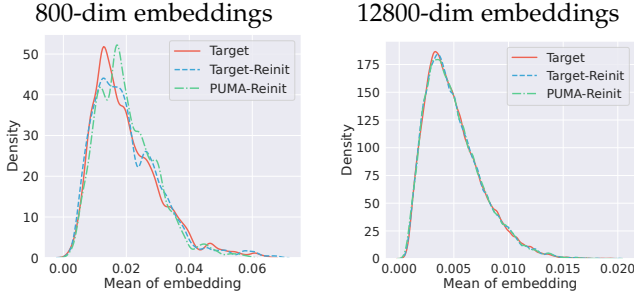 800-dim embeddings
50
40
30
20
10
0
Density
0.00 0.02 0.04 0.06
Mean of embedding
Target
Target-Reinit
PUMA-Reinit
12800-dim embeddings
175
150
125
100
75
50
25
0
Density
0.000 0.005 0.010 0.015 0.020
Mean of embedding
Target
Target-Reinit
PUMA-Reinit